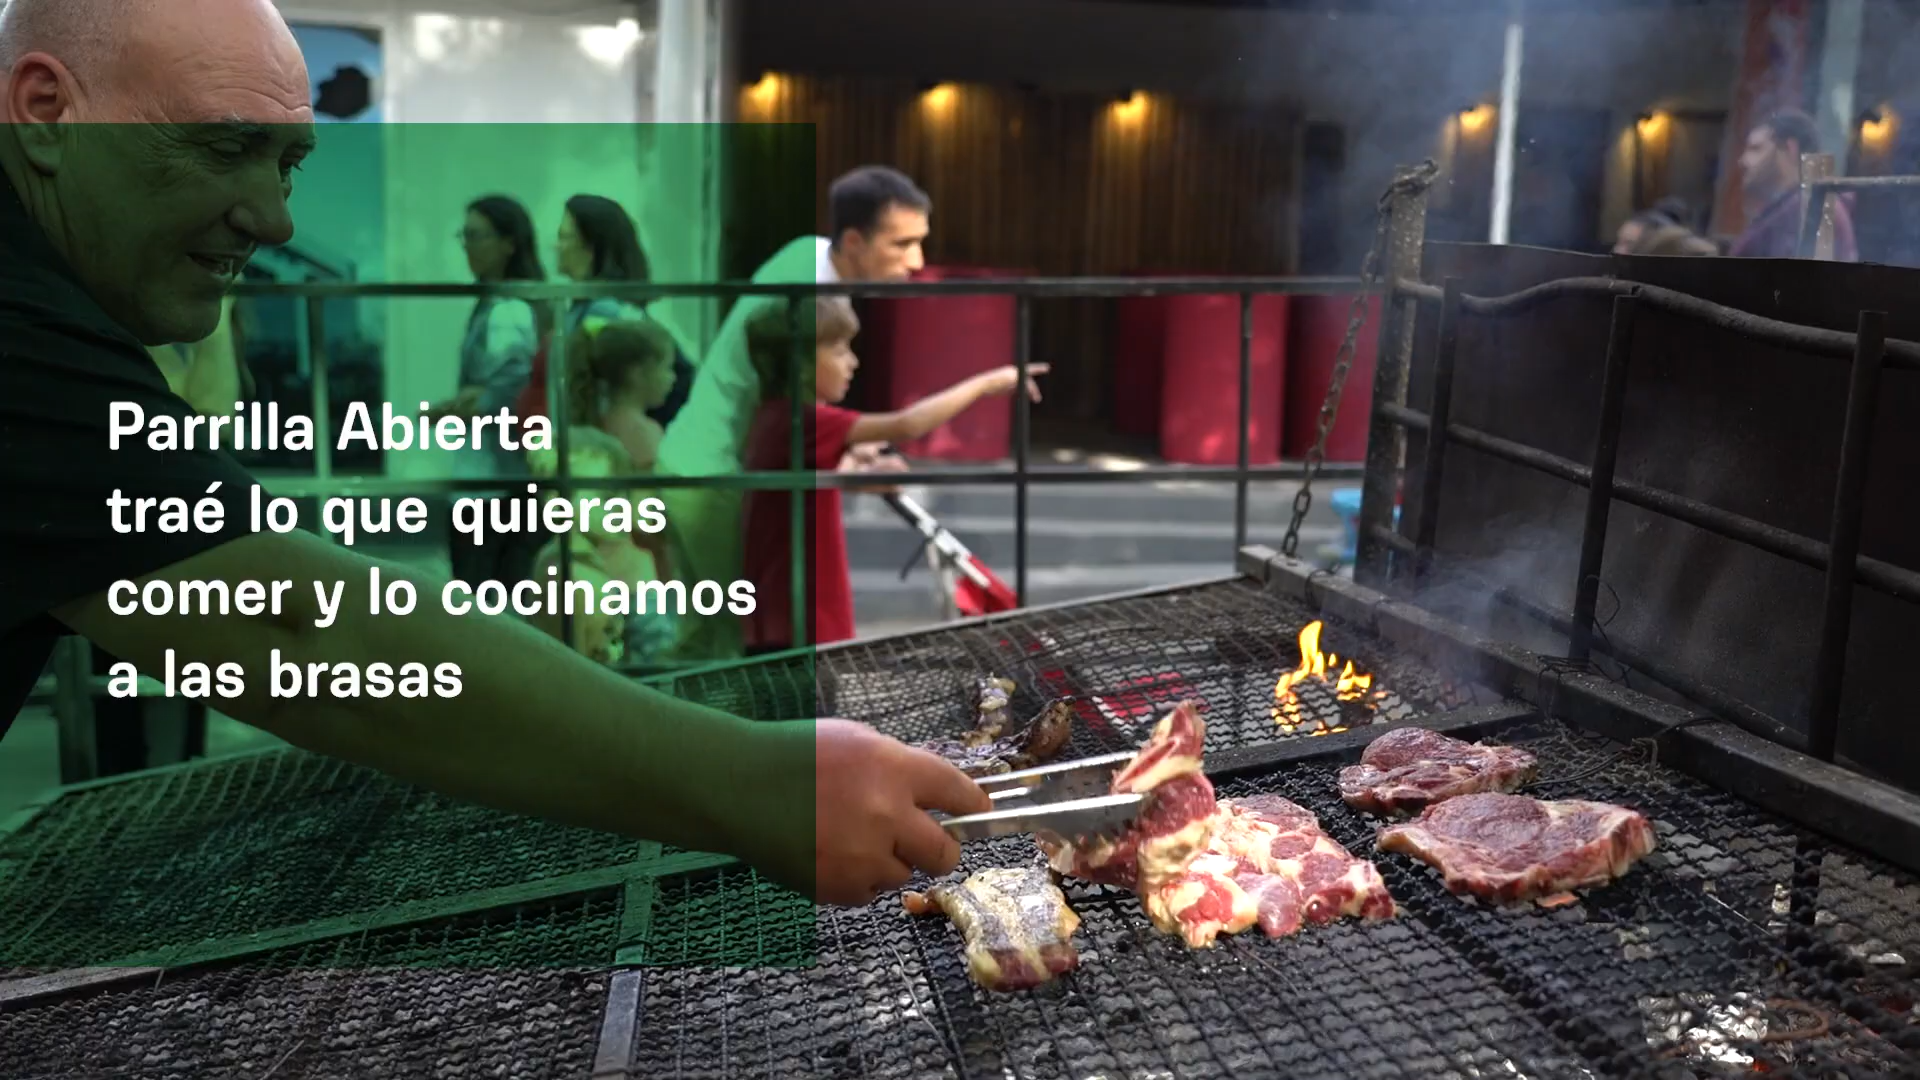 Parrilla Abierta
traé lo que quieras
comer y lo cocinamos
a las brasas